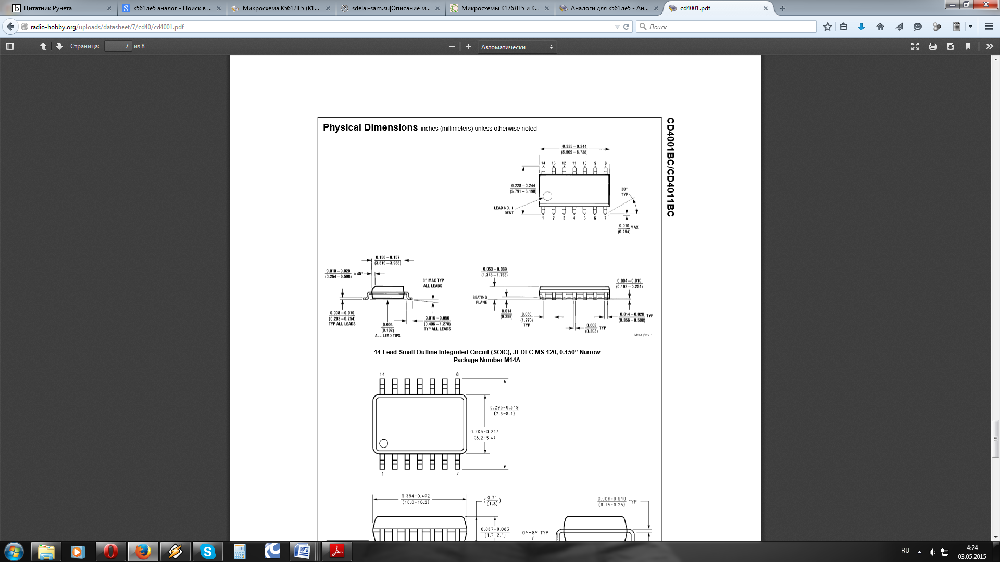 Цитатник Рунета
к561ле5 аналог - Поиск в ...
Микросхема К561ЛЕ5 (К1...
sdelai-sam.su|Описание м...
Микросхемы К176ЛЕ5 и К...
Аналоги для к561ле5 - Ан...
cd4001.pdf
radio-hobby.org/uploads/datasheet/7/cd40/cd4001.pdf
Поиск
Страница: 7 из 8
Автоматически
Physical Dimensions inches (millimeters) unless otherwise noted
CD4001BC/CD4011BC
0.335 – 0.344
(8.509 – 8.738)
14 13 12 11 10 9 8
0.228 – 0.244
(5.791 – 6.198)
30°
TYP
LEAD NO. 1
IDENT
1 2 3 4 5 6 7
0.010 MAX
(0.254)
0.150 – 0.157
(3.810 – 3.988)
0.010 – 0.020 × 45°
(0.254 – 0.508)
8° MAX TYP
ALL LEADS
0.008 – 0.010
(0.203 – 0.254)
TYP ALL LEADS
0.004
(0.102)
ALL LEAD TIPS
0.016 – 0.050
(0.406 – 1.270)
TYP ALL LEADS
0.053 – 0.069
(1.346 – 1.753)
0.004 – 0.010
(0.102 – 0.254)
SEATING
PLANE
0.014
(0.356)
0.050
(1.270)
TYP
0.014 – 0.020 TYP
(0.356 – 0.508)
0.008 TYP
(0.203)
M14A (REV H)
14-Lead Small Outline Integrated Circuit (SOIC), JEDEC MS-120, 0.150” Narrow
Package Number M14A
14 8
0.295-0.319
(7.5-8.1)
0.205-0.213
(5.2-5.4)
1 7
0.394-0.402
(10.0-10.2)
(0.71)
(1.8)
0.006-0.010 TYP
(0.15-0.25)
0.067-0.083
(1.7-2.1)
0°-8° TYP
RU
4:24
03.05.2015